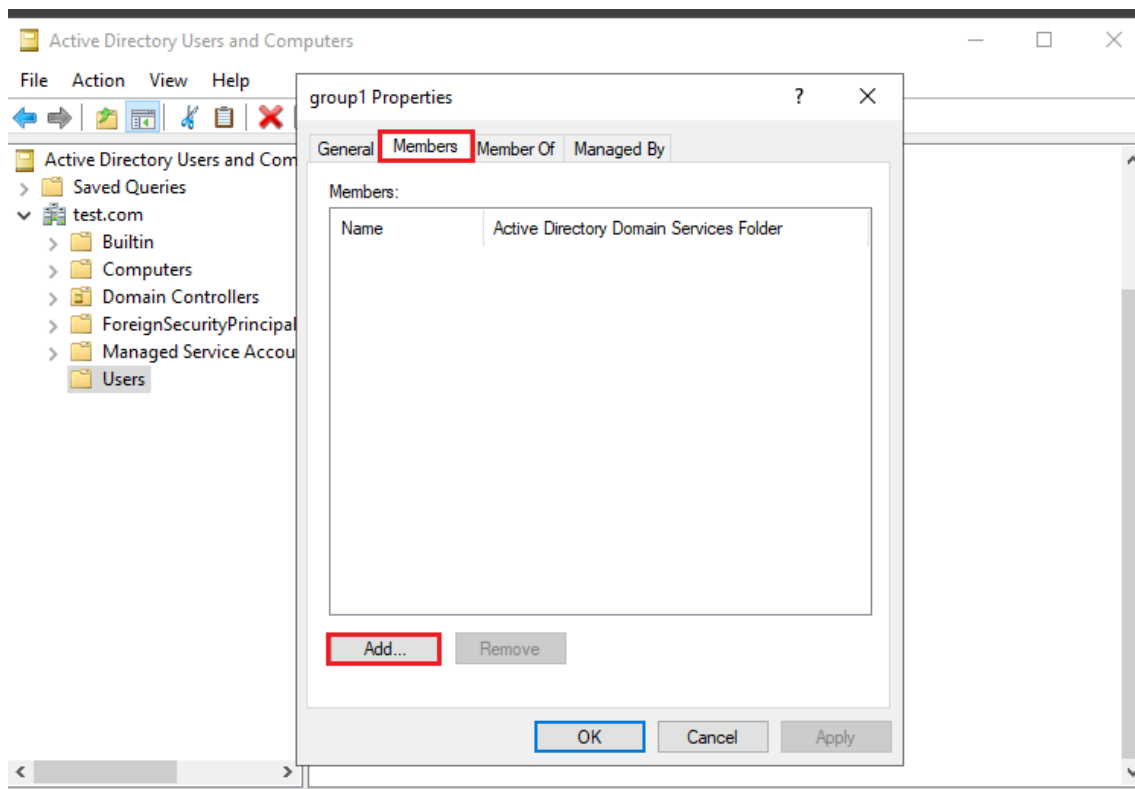 Active Directory Users and Computers
File Action View Help
group1 Properties
?
General Members Member Of Managed By
Active Directory Users and Com
Saved Queries
test.com
Builtin
Computers
Domain Controllers
ForeignSecurityPrincipal
Managed Service Accou
Users
Members:
Name Active Directory Domain Services Folder
Add... Remove
OK Cancel Apply